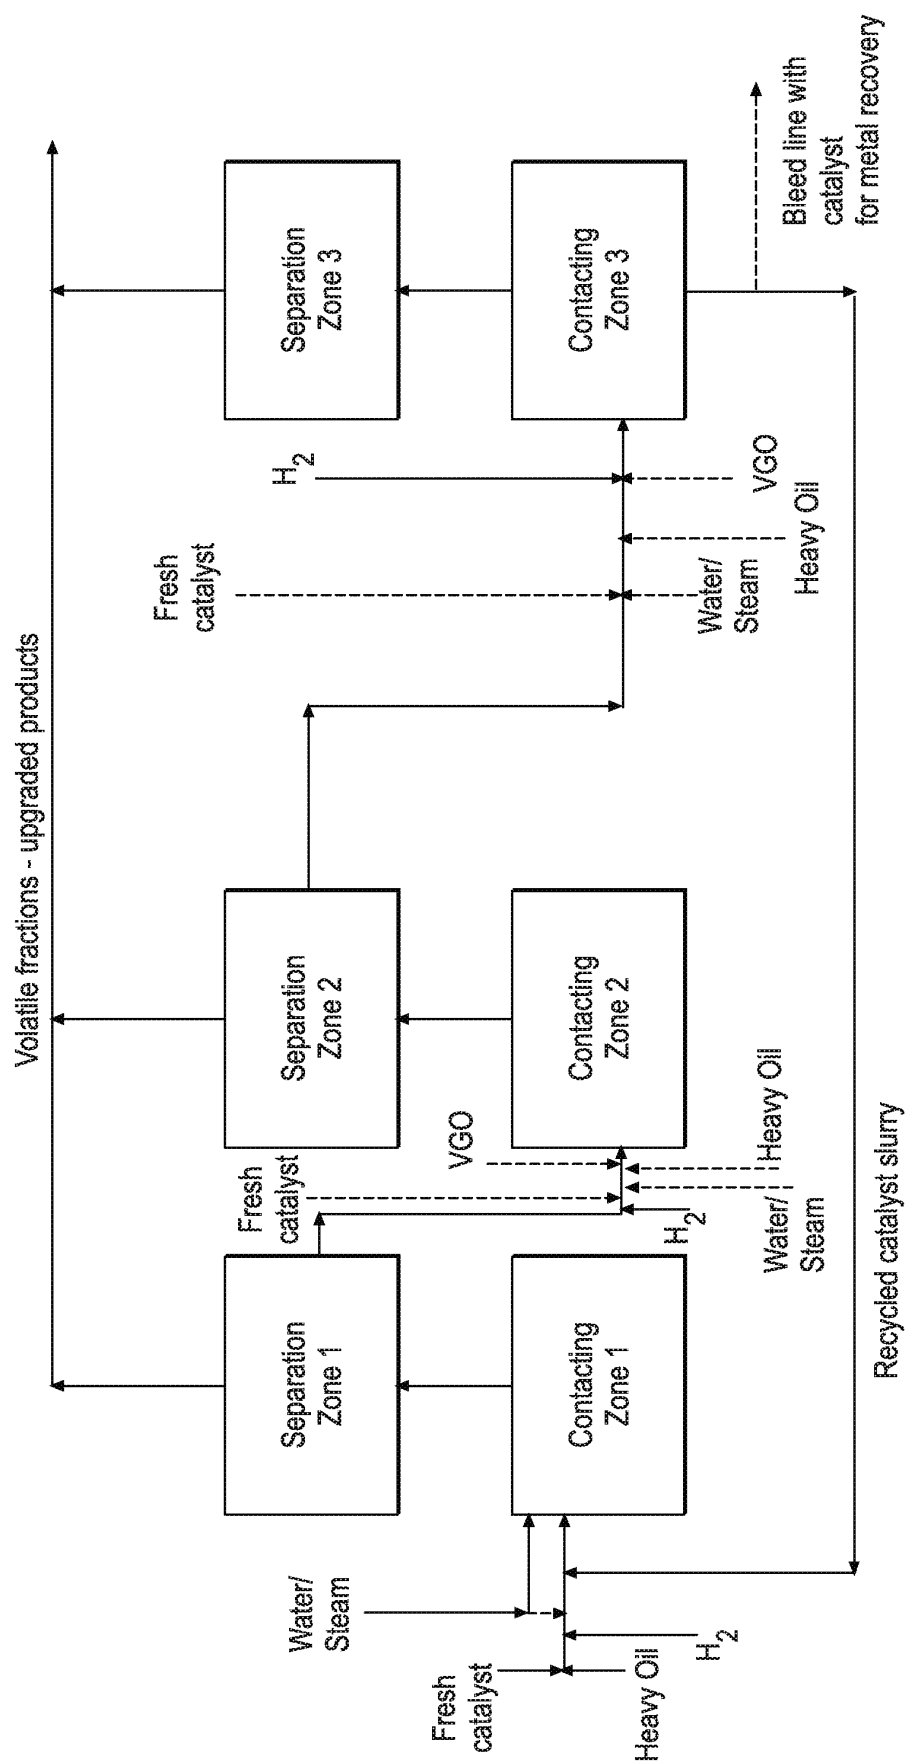 Volatile fractions - upgraded products
Separation
Zone 1
Separation
Zone 2
Separation
Zone 3
Fresh
catalyst
VGO
Fresh
catalyst
H2
Water/
Steam
Contacting
Zone 1
Contacting
Zone 2
Contacting
Zone 3
Fresh
catalyst
Heavy Oil
H2
H2
Water/
Steam
Heavy Oil
Water/
Steam
Heavy Oil
VGO
Bleed line with
catalyst
for metal recovery
Recycled catalyst slurry